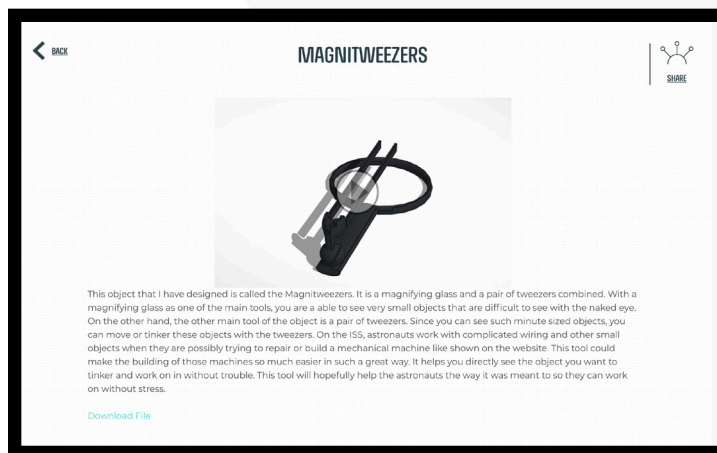 BACK
MAGNITWEEZERS
SHARE
This object that I have designed is called the Magnitweezers. It is a magnifying glass and a pair of tweezers combined. With a
magnifying glass as one of the main tools, you are a able to see very small objects that are difficult to see with the naked eye.
On the other hand, the other main tool of the object is a pair of tweezers. Since you can see such minute sized objects, you
can move or tinker these objects with the tweezers. On the ISS, astronauts work with complicated wiring and other small
objects when they are possibly trying to repair or build a mechanical machine like shown on the website. This tool could
make the building of those machines so much easier in such a great way. It helps you directly see the object you want to
tinker and work on in without trouble. This tool will hopefully help the astronauts the way it was meant to so they can work
on without stress.
Download File